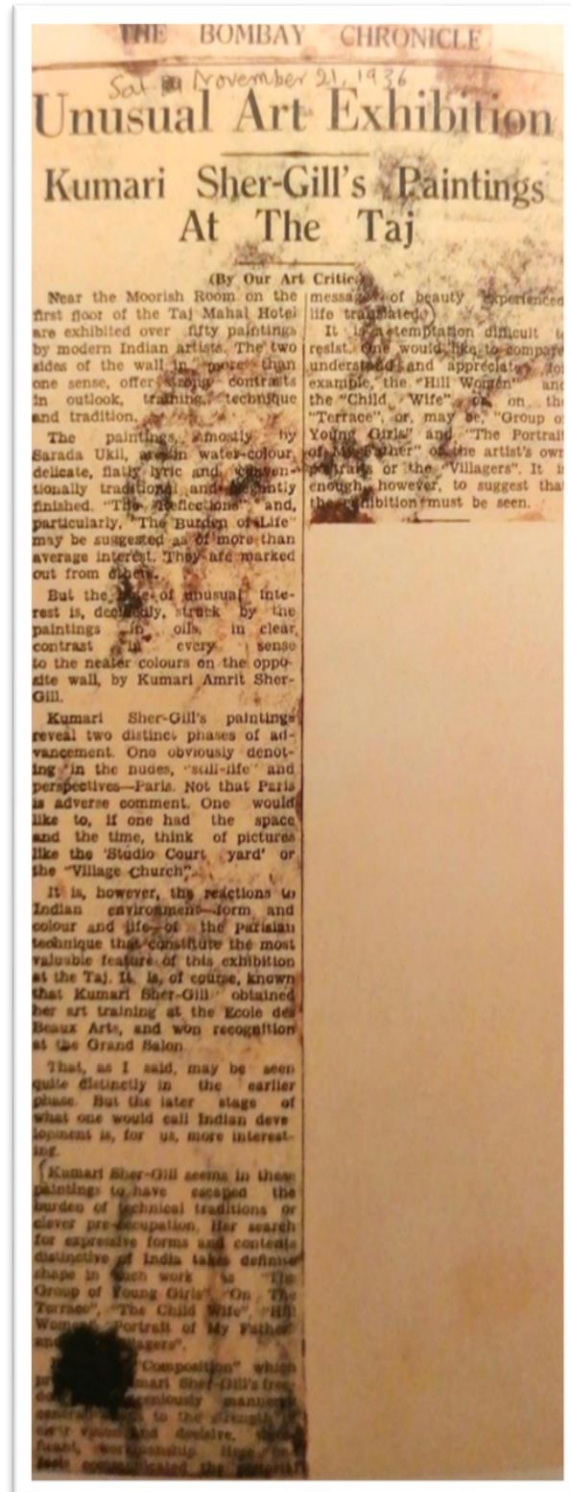 THE BOMBAY CHRONICLE
Sat November 21, 1936
Unusual Art Exhibition
Kumari Sher-Gill's Paintings
At The Taj
(By Our Art Critic.)
Near the Moorish Room on the
first floor of the Taj Mahal Hotel
are exhibited over fifty paintings
by modern Indian artists. The two
sides of the wall in more than
one sense, offer strong contrasts
in outlook, training, technique
and tradition.
The paintings, mostly by
Sarada Ukil, are in water-colour,
delicate, flatly lyric and conven-
tionally traditional and
finished. "The Reflections" and,
particularly, "The Burden of Life"
may be suggested as of more than
average interest. They are marked
out from others.
But the of unusual inte-
rest is, decidedly, struck by the
paintings in oils, in clear,
contrast in every sense
to the neater colours on the oppo-
site wall, by Kumari Amrit Sher-
Gill.
Kumari Sher-Gill's paintings
reveal two distinct phases of ad-
vancement. One obviously denot-
ing in the nudes, "still-life" and
perspectives—Paris. Not that Paris
is adverse comment. One would
like to, if one had the space
and the time, think of pictures
like the 'Studio Court yard' or
the "Village Church".
It is, however, the reactions to
Indian environment—form and
colour and life—of the Parisian
technique that constitute the most
valuable feature of this exhibition
at the Taj. It is, of course, known
that Kumari Sher-Gill obtained
her art training at the Ecole des
Beaux Arts, and won recognition
at the Grand Salon.
That, as I said, may be seen
quite distinctly in the earlier
phase. But the later stage of
what one would call Indian deve
lopment is, for us, more interest-
ing.
Kumari Sher-Gill seems in these
paintings to have escaped the
burden of technical traditions or
clever pre-occupation. Her search
for expressive forms and contents
distinctive of India takes definite
shape in such work as "The
Group of Young Girls", "On The
Terrace", "The Child Wife", "Hill
Women", "Portrait of My Father"
and
"Composition" which
Sher-Gill's
to the strength
and decisive.
workmanship
communicated the
message of beauty experienced
life translated.)
It is a temptation difficult to
resist. One would like to compare
understand and appreciate, for
example, the "Hill Women" and
the "Child Wife", or, on the
"Terrace", or, may be, "Group of
Young Girls" and "The Portrait
of My Father" or the artist's own
portraits or the "Villagers". It is
enough, however, to suggest that
the exhibition must be seen.